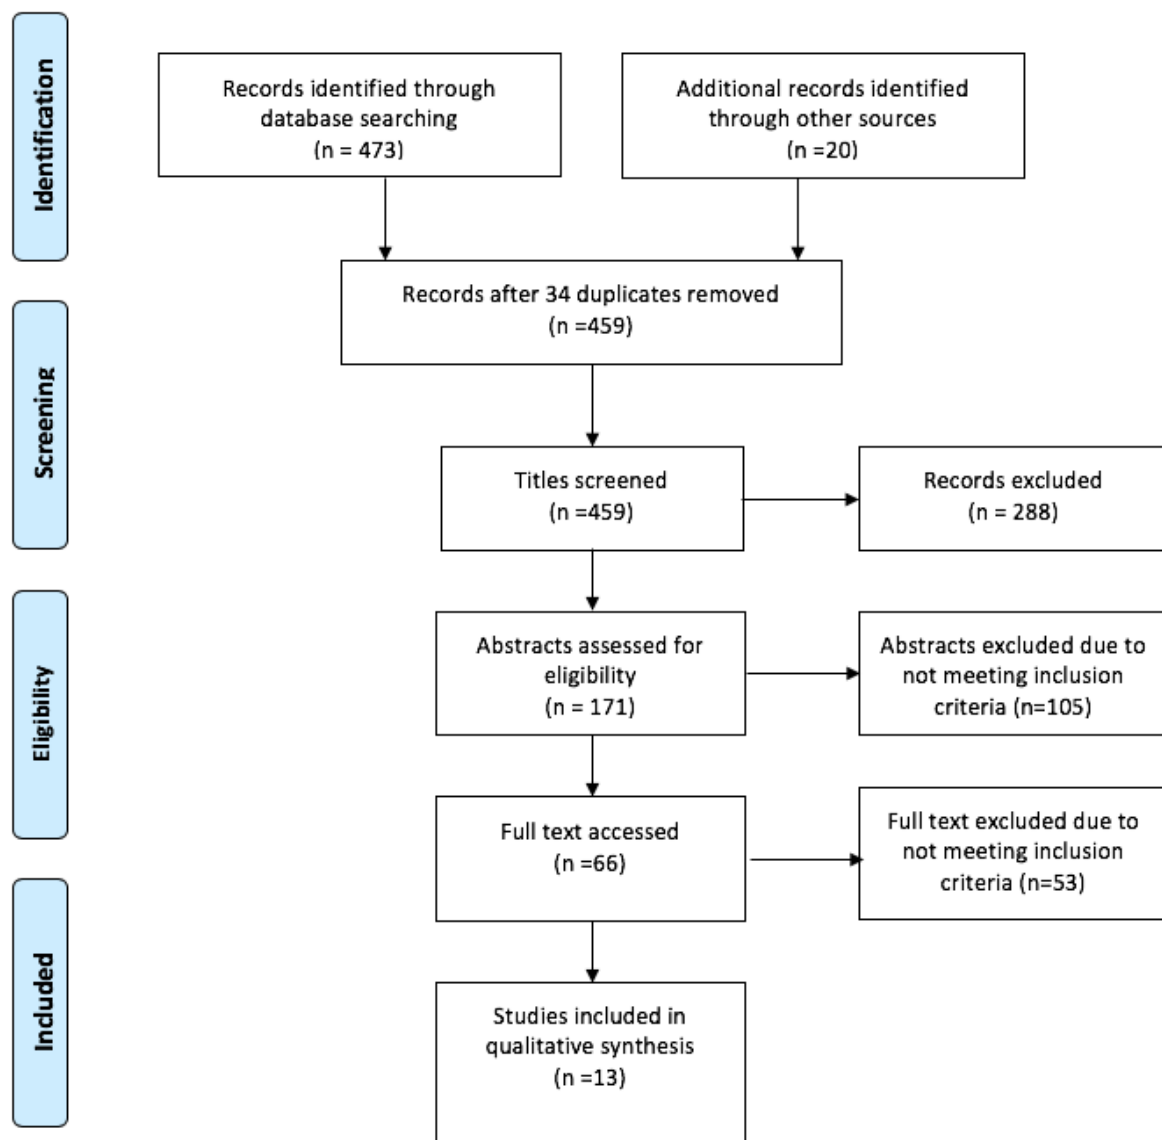 Identification
Records identified through
database searching
(n = 473)
Additional records identified
through other sources
(n =20)
Records after 34 duplicates removed
(n =459)
Screening
Titles screened
(n =459)
Records excluded
(n = 288)
Eligibility
Abstracts assessed for
eligibility
(n = 171)
Abstracts excluded due to
not meeting inclusion
criteria (n=105)
Full text accessed
(n =66)
Full text excluded due to
not meeting inclusion
criteria (n=53)
Included
Studies included in
qualitative synthesis
(n =13)